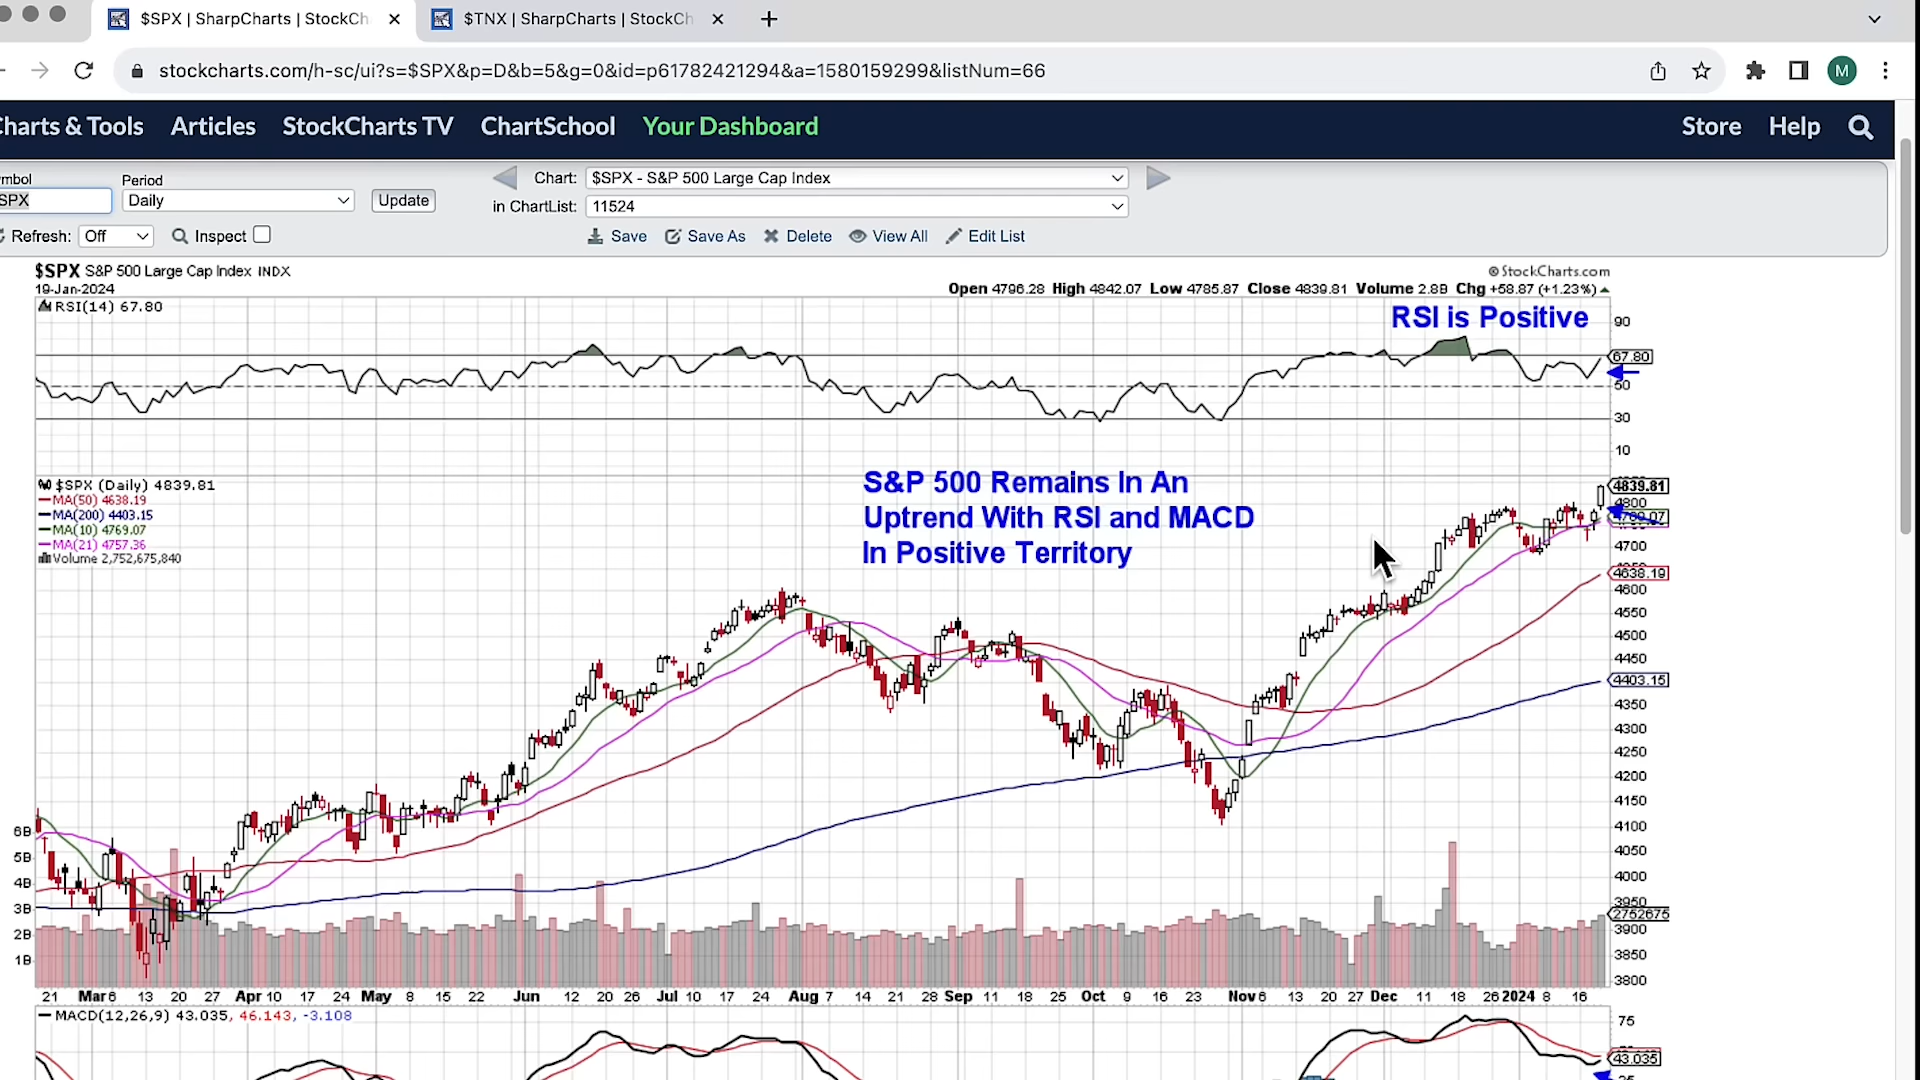 $SPX | SharpCharts | StockCh
$TNX | SharpCharts | StockCh
stockcharts.com/h-sc/ui?s=$SPX&p=D&b=5&g=0&id=p61782421294&a=1580159299&listNum=66
M
Charts & Tools Articles StockCharts TV ChartSchool Your Dashboard Store Help
mbol Period
SPX Daily Update
Chart: $SPX - S&P 500 Large Cap Index
in ChartList: 11524
Refresh: Off Inspect
Save Save As Delete View All Edit List
$SPX S&P 500 Large Cap Index INDX
© StockCharts.com
19-Jan-2024
Open 4796.28 High 4842.07 Low 4785.87 Close 4839.81 Volume 2.8B Chg +58.87 (+1.23%)
RSI(14) 67.80
RSI is Positive
90
67.80
50
30
10
$SPX (Daily) 4839.81
MA(50) 4638.19
MA(200) 4403.15
MA(10) 4769.07
MA(21) 4757.36
Volume 2,752,675,840
S&P 500 Remains In An
Uptrend With RSI and MACD
In Positive Territory
4839.81
4800
4769.07
4700
4638.19
4600
4550
4500
4450
4403.15
4350
4300
4250
4200
4150
4100
4050
4000
3950
2752675
3900
3850
3800
6B
5B
4B
3B
2B
1B
21 Mar 6 13 20 27 Apr 10 17 24 May 8 15 22 Jun 12 20 26 Jul 10 17 24 Aug 7 14 21 28 Sep 11 18 25 Oct 9 16 23 Nov 6 13 20 27 Dec 11 18 26 2024 8 16
MACD(12,26,9) 43.035, 46.143, -3.108
75
43.035
25